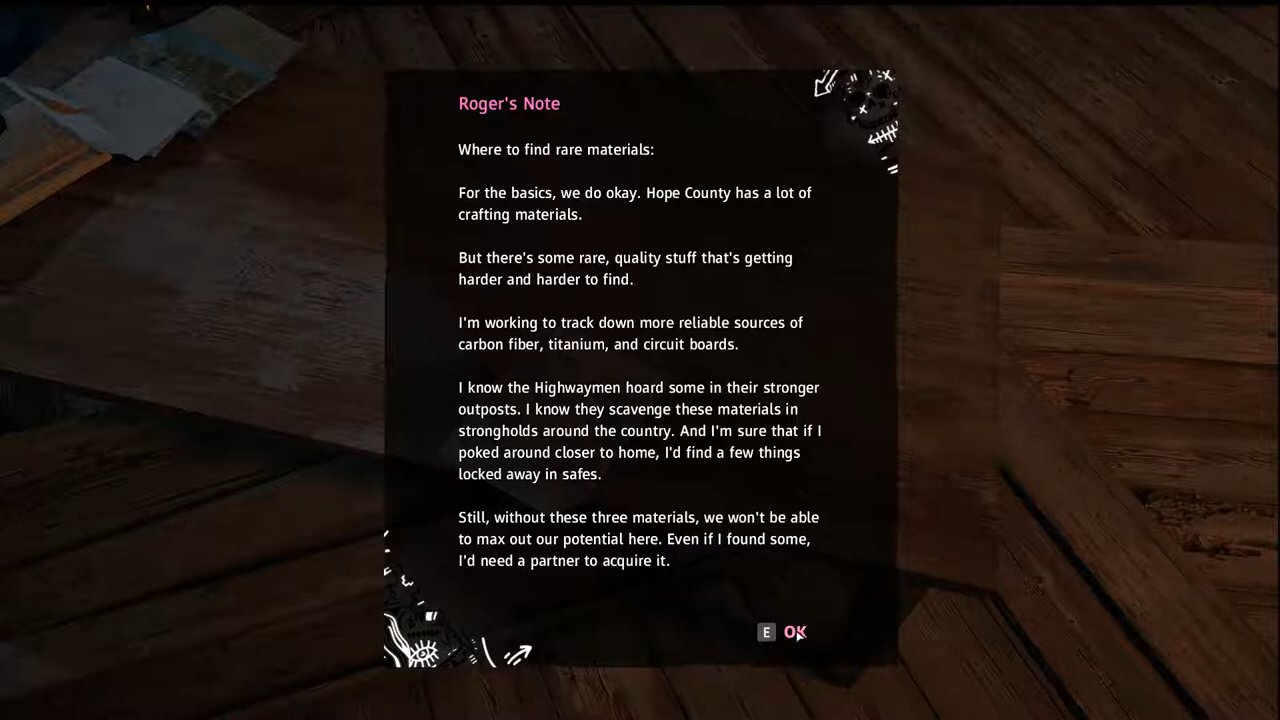 Roger's Note
Where to find rare materials:
For the basics, we do okay. Hope County has a lot of
crafting materials.
But there's some rare, quality stuff that's getting
harder and harder to find.
I'm working to track down more reliable sources of
carbon fiber, titanium, and circuit boards.
I know the Highwaymen hoard some in their stronger
outposts. I know they scavenge these materials in
strongholds around the country. And I'm sure that if I
poked around closer to home, I'd find a few things
locked away in safes.
Still, without these three materials, we won't be able
to max out our potential here. Even if I found some,
I'd need a partner to acquire it.
E OK